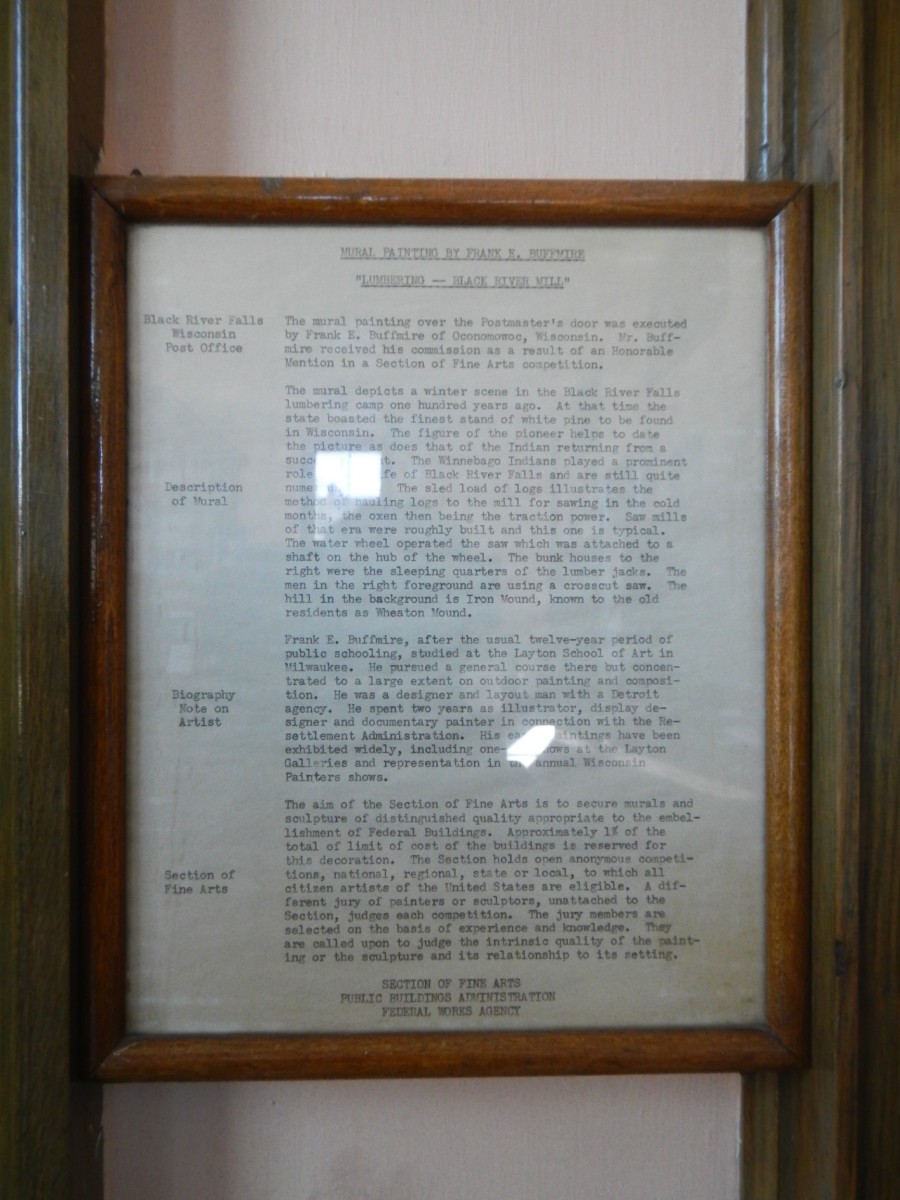 MURAL PAINTING BY FRANK E. BUFFMIRE
"LUMBERING -- BLACK RIVER MILL"
Black River Falls
Wisconsin
Post Office
The mural painting over the Postmaster's door was executed
by Frank E. Buffmire of Oconomowoc, Wisconsin. Mr. Buff-
mire received his commission as a result of an Honorable
Mention in a Section of Fine Arts competition.
Description
of Mural
The mural depicts a winter scene in the Black River Falls
lumbering camp one hundred years ago. At that time the
state boasted the finest stand of white pine to be found
in Wisconsin. The figure of the pioneer helps to date
the picture as does that of the Indian returning from a
The Winnebago Indians played a prominent
role of Black River Falls and are still quite
The sled load of logs illustrates the
method of hauling logs to the mill for sawing in the cold
months, the oxen then being the traction power. Saw mills
of that era were roughly built and this one is typical.
The water wheel operated the saw which was attached to a
shaft on the hub of the wheel. The bunk houses to the
right were the sleeping quarters of the lumber jacks. The
men in the right foreground are using a crosscut saw. The
hill in the background is Iron Mound, known to the old
residents as Wheaton Mound.
Biography
Note on
Artist
Frank E. Buffmire, after the usual twelve-year period of
public schooling, studied at the Layton School of Art in
Milwaukee. He pursued a general course there but concen-
trated to a large extent on outdoor painting and composi-
tion. He was a designer and layout man with a Detroit
agency. He spent two years as illustrator, display de-
signer and documentary painter in connection with the Re-
settlement Administration. His paintings have been
exhibited widely, including at the Layton
Galleries and representation in annual Wisconsin
Painters shows.
Section of
Fine Arts
The aim of the Section of Fine Arts is to secure murals and
sculpture of distinguished quality appropriate to the embel-
lishment of Federal Buildings. Approximately 1% of the
total of limit of cost of the buildings is reserved for
this decoration. The Section holds open anonymous competi-
tions, national, regional, state or local, to which all
citizen artists of the United States are eligible. A dif-
ferent jury of painters or sculptors, unattached to the
Section, judges each competition. The jury members are
selected on the basis of experience and knowledge. They
are called upon to judge the intrinsic quality of the paint-
ing or the sculpture and its relationship to its setting.
SECTION OF FINE ARTS
PUBLIC BUILDINGS ADMINISTRATION
FEDERAL WORKS AGENCY